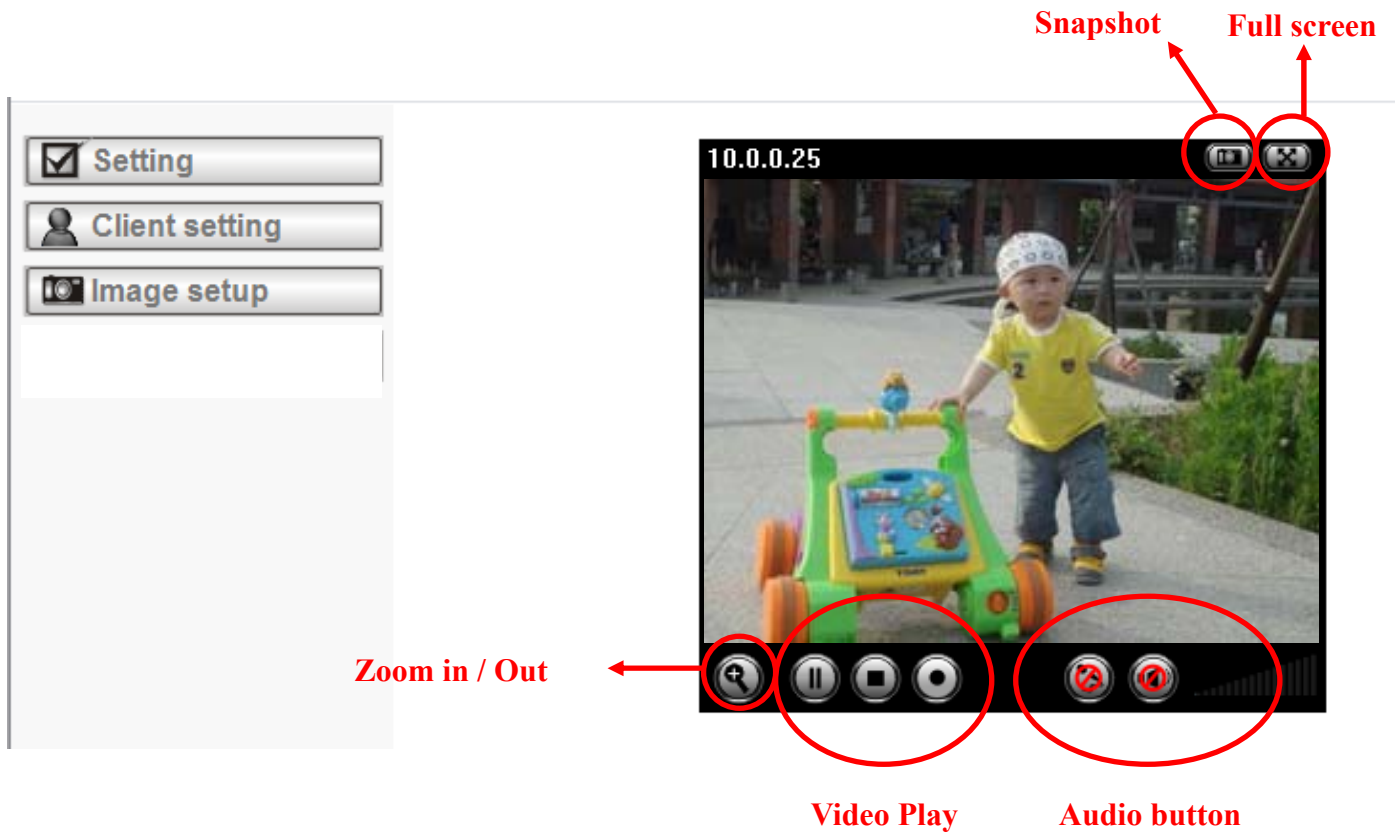 Snapshot
Full screen
Setting
Client setting
Image setup
10.0.0.25
2
Zoom in / Out
Video Play
Audio button